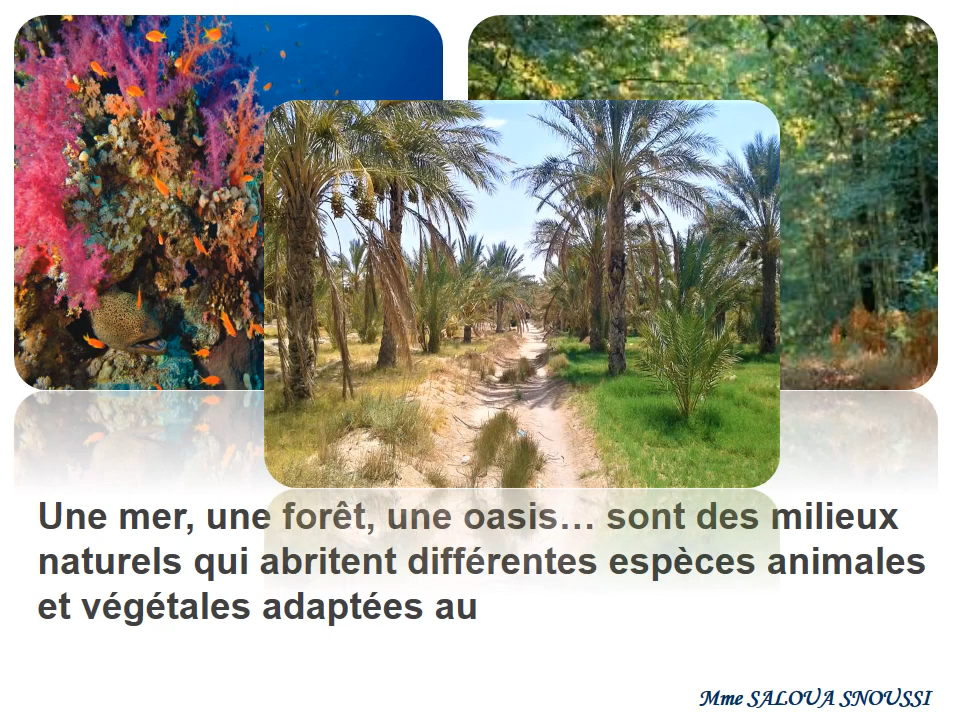 Une mer, une forêt, une oasis… sont des milieux
naturels qui abritent différentes espèces animales
et végétales adaptées au
Mme SALOUA SNOUSSI